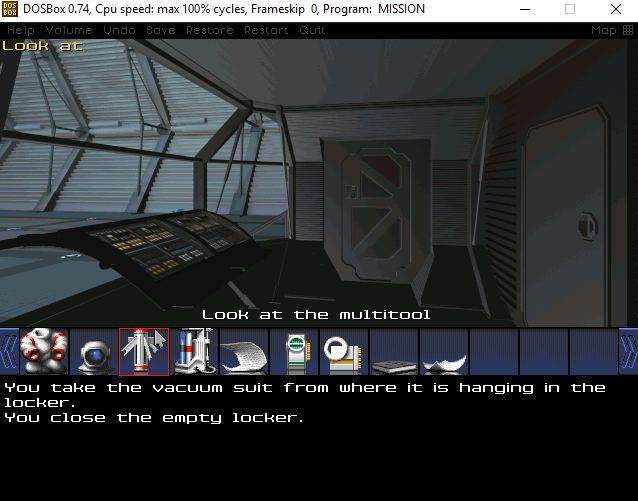 DOS
BOX
DOSBox 0.74, Cpu speed: max 100% cycles, Frameskip 0, Program: MISSION
Help Volume Undo Save Restore Restart Quit Map
Look at
Look at the multitool
You take the vacuum suit from where it is hanging in the
locker.
You close the empty locker.